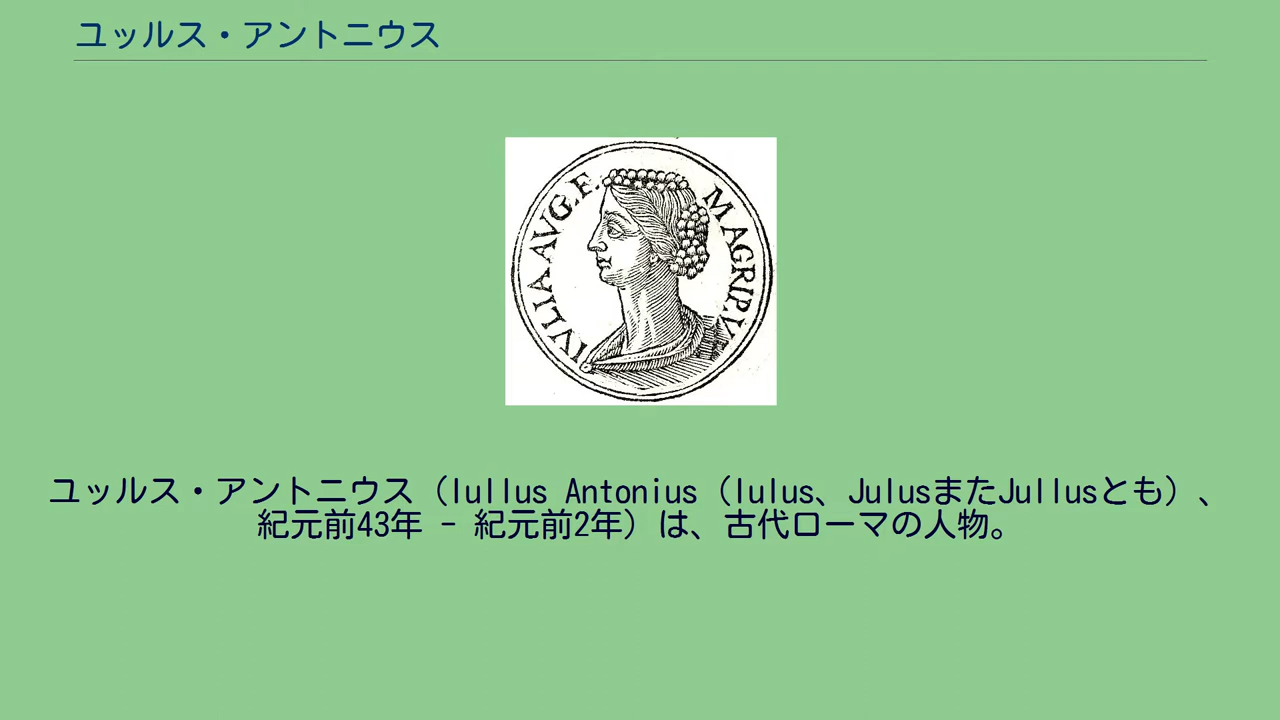 ユッルス・アントニウス
IVLIA AVG.F. M AGRIP.V
ユッルス・アントニウス（Iullus Antonius（Iulus、JulusまたJullusとも）、
紀元前43年 – 紀元前2年）は、古代ローマの人物。